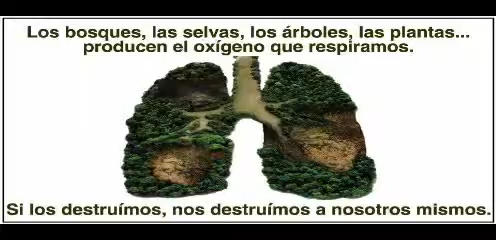 Los bosques, las selvas, los árboles, las plantas...
producen el oxígeno que respiramos.
Si los destruímos, nos destruímos a nosotros mismos.